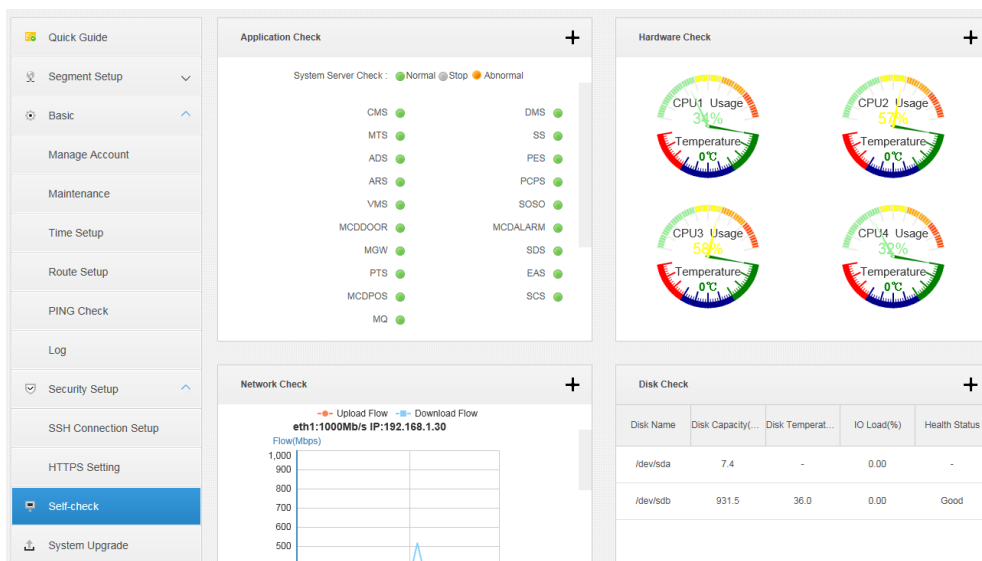 Quick Guide
Segment Setup
Basic
Manage Account
Maintenance
Time Setup
Route Setup
PING Check
Log
Security Setup
SSH Connection Setup
HTTPS Setting
Self-check
System Upgrade
Application Check
System Server Check : Normal Stop Abnormal
CMS DMS
MTS SS
ADS PES
ARS PCPS
VMS SOSO
MCDDOOR MCDALARM
MGW SDS
PTS EAS
MCDPOS SCS
MQ
Hardware Check
CPU1 Usage CPU2 Usage
34% 57%
Temperature Temperature
0℃ 0℃
CPU3 Usage CPU4 Usage
58% 32%
Temperature Temperature
0℃ 0℃
Network Check
Upload Flow Download Flow
eth1:1000Mb/s IP:192.168.1.30
Flow(Mbps)
1,000
900
800
700
600
500
Disk Check
Disk Name Disk Capacity(... Disk Temperat... IO Load(%) Health Status
/dev/sda 7.4 - 0.00 -
/dev/sdb 931.5 36.0 0.00 Good